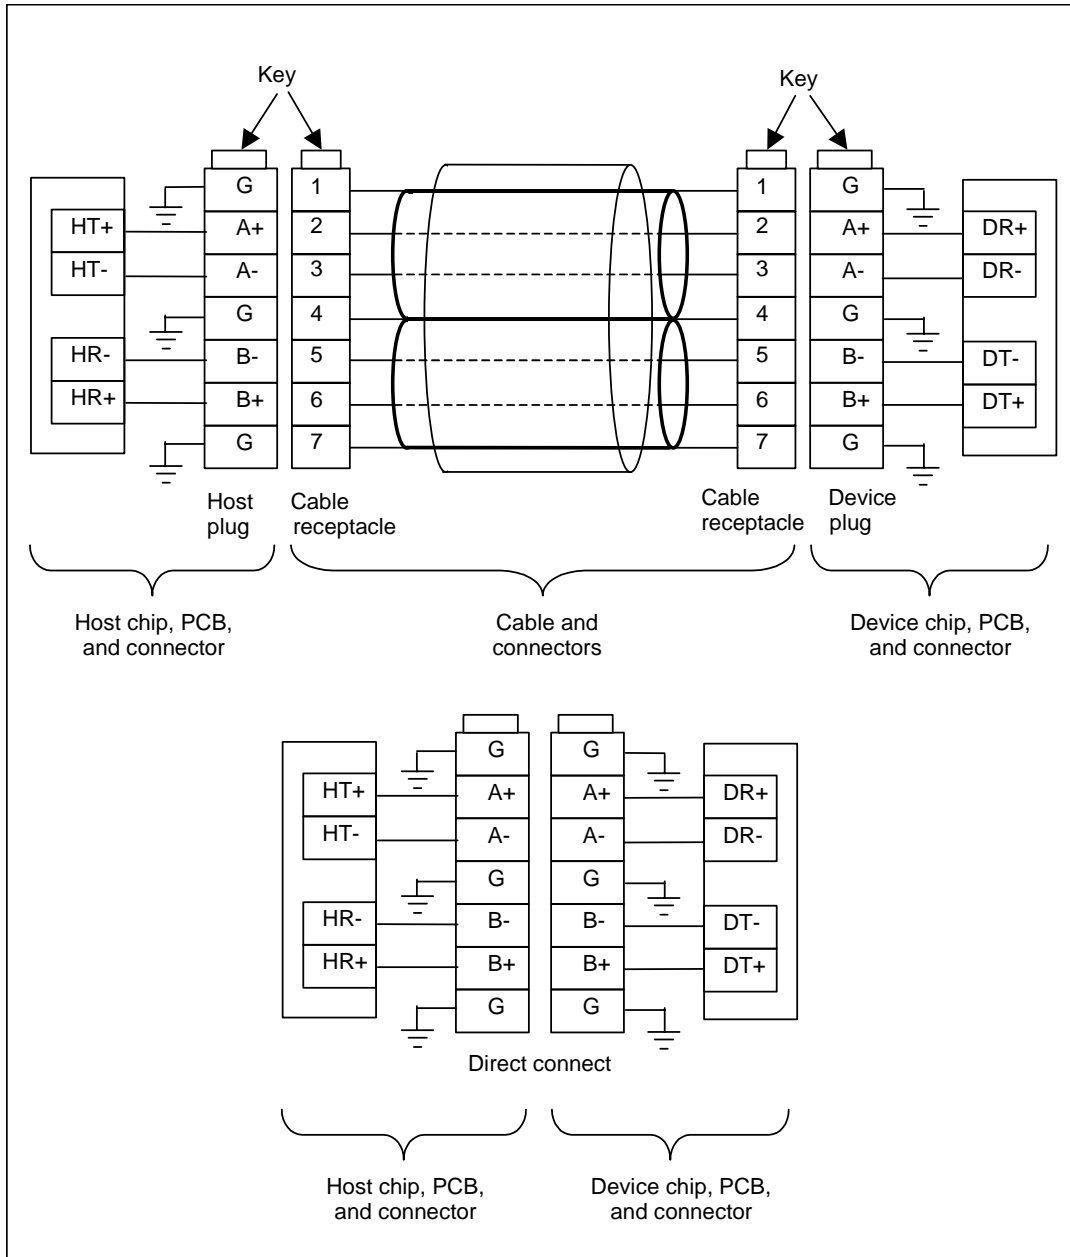 Key
Key
G
1
1
G
HT+
A+
2
2
A+
DR+
HT-
A-
3
3
A-
DR-
G
4
4
G
HR-
B-
5
5
B-
DT-
HR+
B+
6
6
B+
DT+
G
7
7
G
Host
plug
Cable
receptacle
Cable
receptacle
Device
plug
Host chip, PCB,
and connector
Cable and
connectors
Device chip, PCB,
and connector
G
G
HT+
A+
A+
DR+
HT-
A-
A-
DR-
G
G
HR-
B-
B-
DT-
HR+
B+
B+
DT+
G
G
Direct connect
Host chip, PCB,
and connector
Device chip, PCB,
and connector